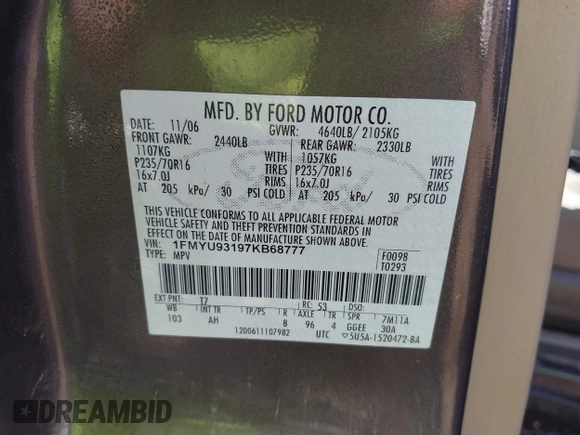 MFD. BY FORD MOTOR CO.
DATE: 11/06 GVWR: 4640LB/ 2105KG
FRONT GAWR: 2440LB REAR GAWR: 2330LB
1107KG WITH 1057KG WITH
P235/70R16 TIRES P235/70R16 TIRES
16x7.0J RIMS 16x7.0J RIMS
AT 205 kPa/ 30 PSI COLD AT 205 kPa/ 30 PSI COLD
THIS VEHICLE CONFORMS TO ALL APPLICABLE FEDERAL MOTOR
VEHICLE SAFETY AND THEFT PREVENTION STANDARDS IN
EFFECT ON THE DATE OF MANUFACTURE SHOWN ABOVE.
VIN: 1FMYU93197KB68777 F0098
TYPE: MPV T0293
EXT PNT: T7 RC: 53 DSO:
WB INT TR TP/PS R AXLE TR SPR 7M11A
103 AH 8 96 4 GGEE 30A
1200611107982 UTC ▽5U5A-1520472-BA
DREAMBID